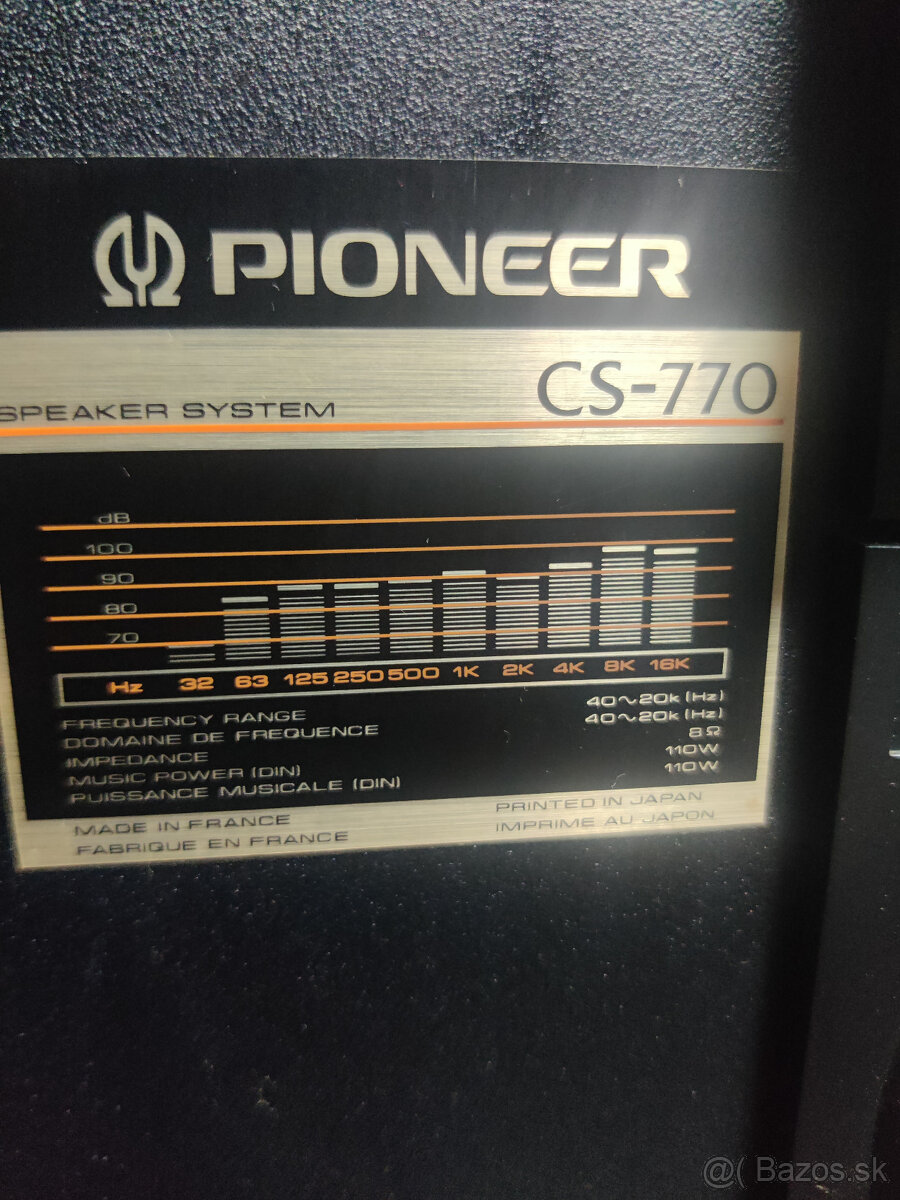 PIONEER
CS-770
SPEAKER SYSTEM
dB
100
90
80
70
Hz 32 63 125 250 500 1K 2K 4K 8K 16K
FREQUENCY RANGE 40~20k (Hz)
DOMAINE DE FREQUENCE 40~20k (Hz)
IMPEDANCE 8Ω
MUSIC POWER (DIN) 110W
PUISSANCE MUSICALE (DIN) 110W
MADE IN FRANCE PRINTED IN JAPAN
FABRIQUE EN FRANCE IMPRIME AU JAPON
@( Bazos.sk